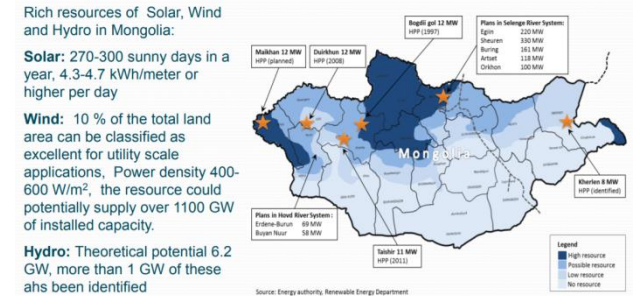 Rich resources of Solar, Wind
and Hydro in Mongolia:
Solar: 270-300 sunny days in a
year, 4.3-4.7 kWh/meter or
higher per day
Wind: 10 % of the total land
area can be classified as
excellent for utility scale
applications, Power density 400-
600 W/m², the resource could
potentially supply over 1100 GW
of installed capacity.
Hydro: Theoretical potential 6.2
GW, more than 1 GW of these
ahs been identified
Maikhan 12 MW
HPP (planned)
Duirkhun 12 MW
HPP (2008)
Bogdii gol 12 MW
HPP (1997)
Plans in Selenge River System:
Egiin 220 MW
Sheuren 330 MW
Buring 161 MW
Artset 118 MW
Orkhon 100 MW
Mongolia
Kherlen 8 MW
HPP (identified)
Plans in Hovd River System :
Erdene-Burun 69 MW
Buyan Nuur 58 MW
Taishir 11 MW
HPP (2011)
Legend
High resource
Possible resource
Low resource
No resource
Source: Energy authority, Renewable Energy Department